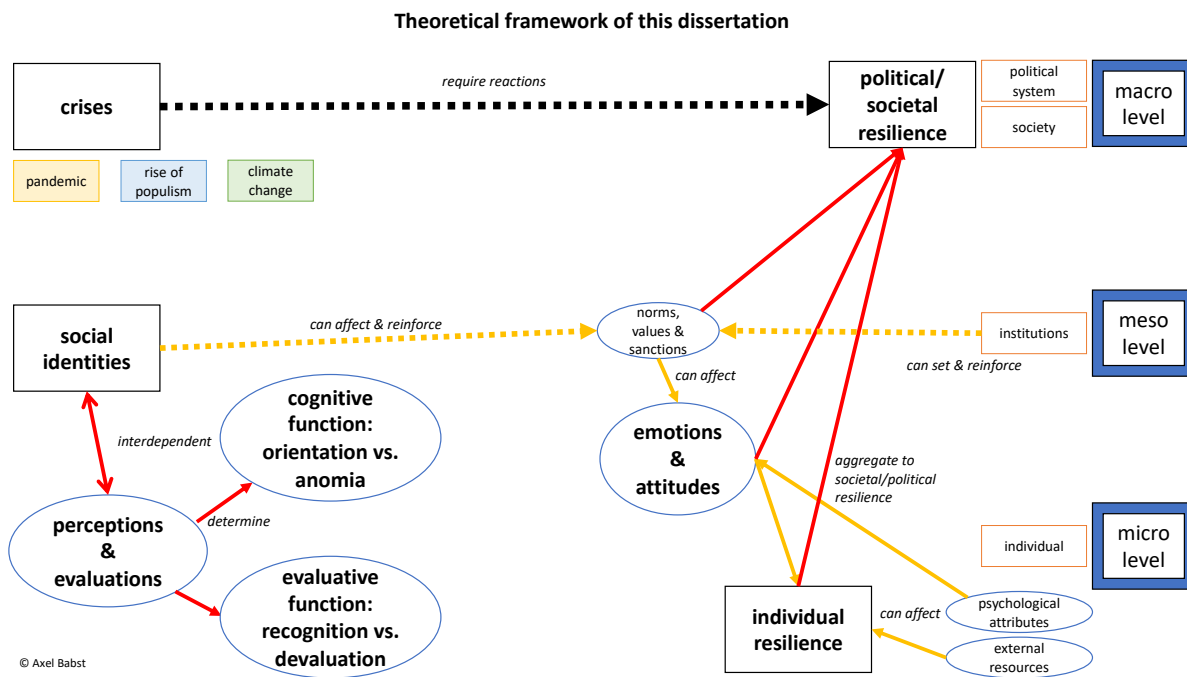 Theoretical framework of this dissertation
crises
require reactions
political/
societal
resilience
political
system
society
macro
level
pandemic
rise of
populism
climate
change
social
identities
can affect & reinforce
norms,
values &
sanctions
can set & reinforce
institutions
meso
level
can affect
interdependent
cognitive
function:
orientation vs.
anomia
emotions
&
attitudes
aggregate to
societal/political
resilience
perceptions
&
evaluations
determine
individual
micro
level
evaluative
function:
recognition vs.
devaluation
individual
resilience
can affect
psychological
attributes
external
resources
© Axel Babst